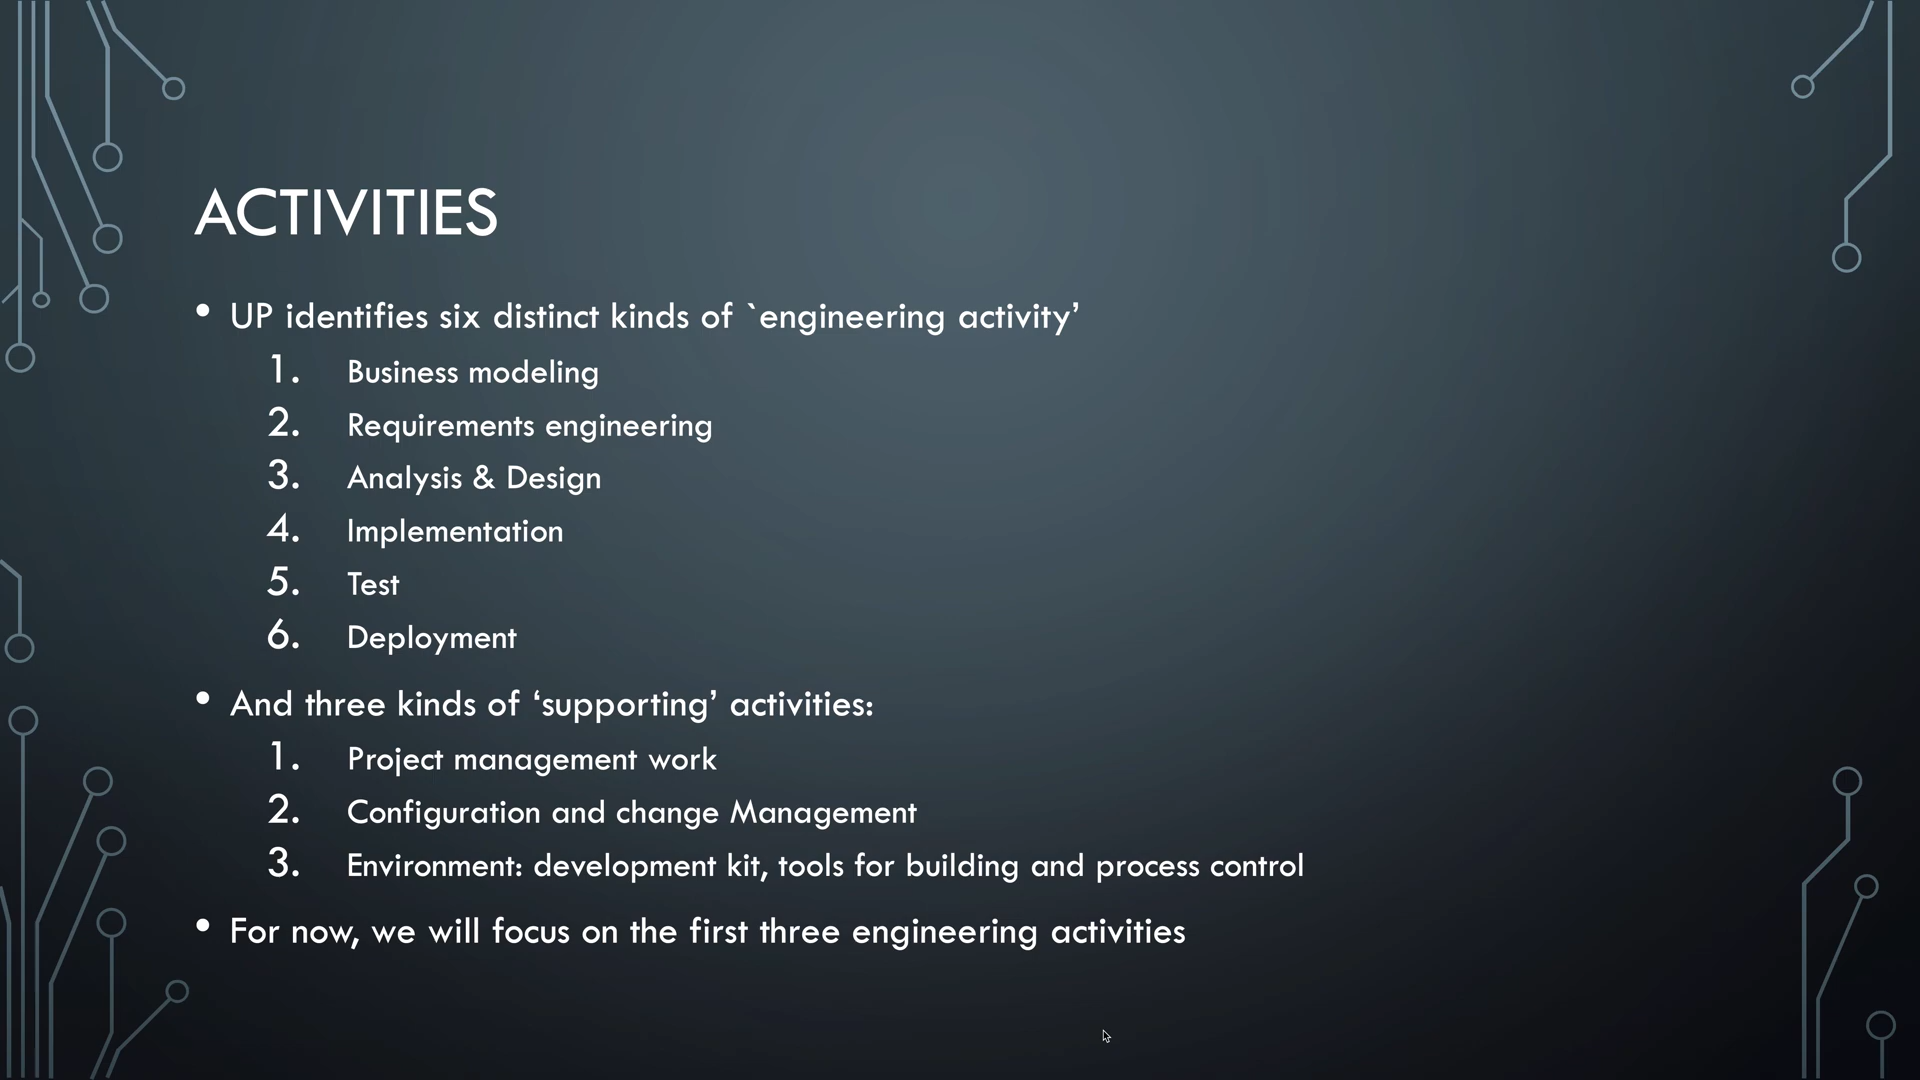 ACTIVITIES
• UP identifies six distinct kinds of `engineering activity’
1. Business modeling
2. Requirements engineering
3. Analysis & Design
4. Implementation
5. Test
6. Deployment
• And three kinds of ‘supporting’ activities:
1. Project management work
2. Configuration and change Management
3. Environment: development kit, tools for building and process control
• For now, we will focus on the first three engineering activities